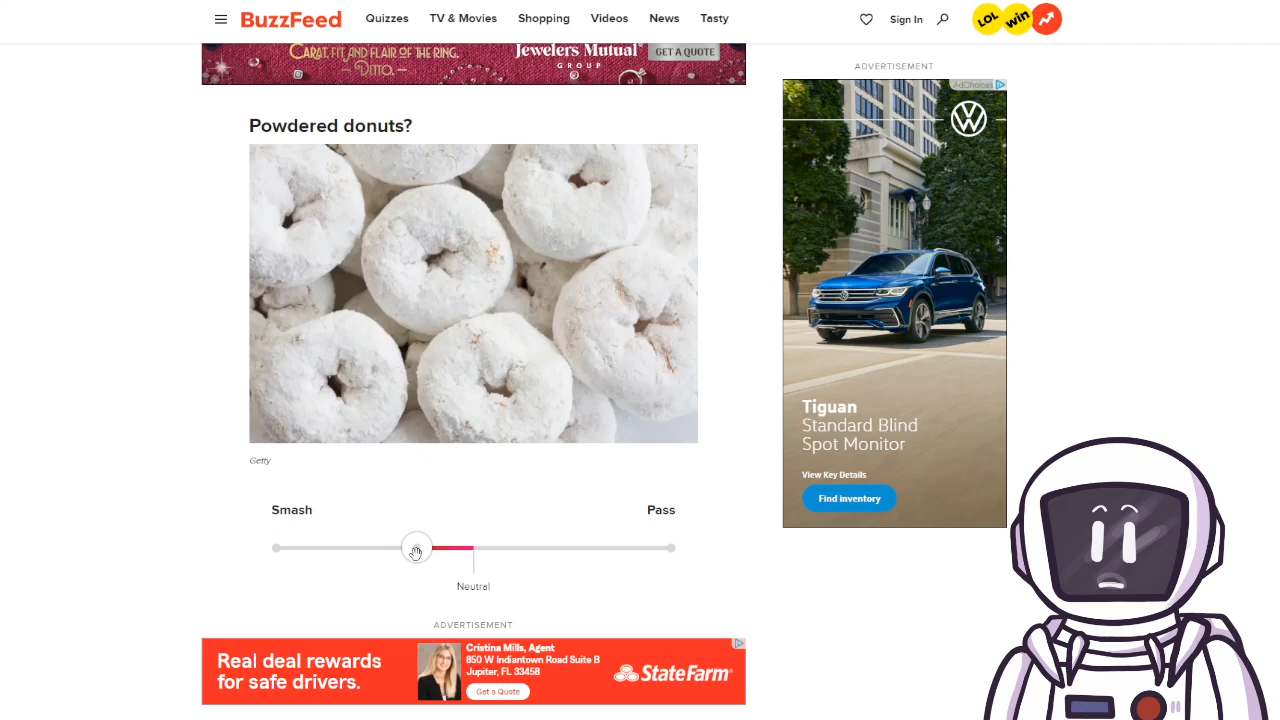 BuzzFeed
Quizzes
TV & Movies
Shopping
Videos
News
Tasty
Sign In
LOL
win
CARAT, FIT, AND FLAIR OF THE RING.
— DITTO. —
Jewelers Mutual®
GROUP
GET A QUOTE
Powdered donuts?
Getty
Smash
Pass
Neutral
ADVERTISEMENT
Real deal rewards
for safe drivers.
Cristina Mills, Agent
850 W Indiantown Road Suite B
Jupiter, FL 33458
Get a Quote
StateFarm®
ADVERTISEMENT
AdChoices
Tiguan
Standard Blind
Spot Monitor
View Key Details
Find inventory